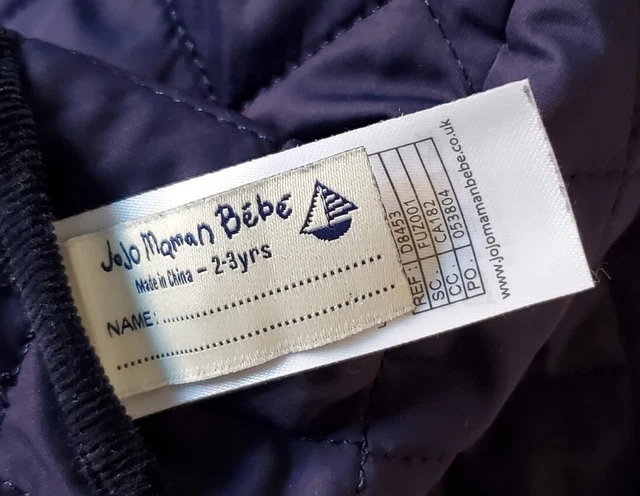 JoJo Maman Bébé
Made in China - 2-3yrs
NAME:
REF: D8453
SC.. FUZ001
CC.. CA182
PO.. 053804
www.jojomamanbebe.co.uk